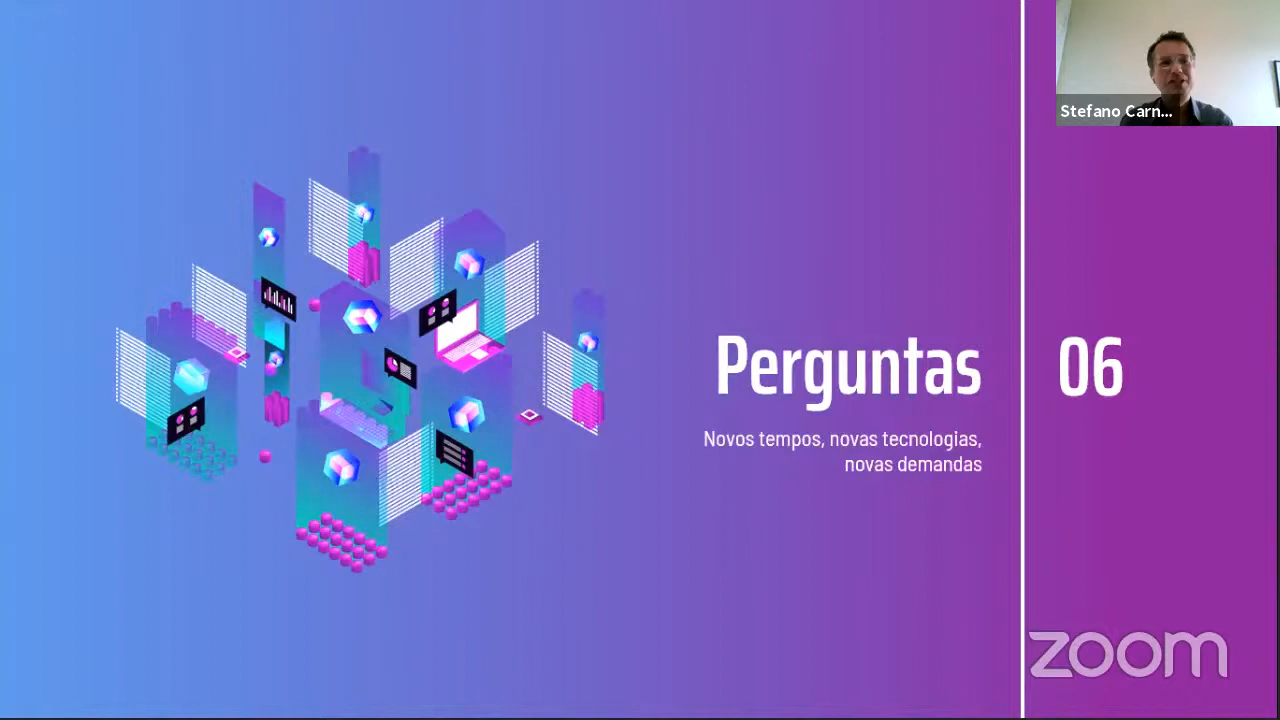 Stefano Carn...
Perguntas
06
Novos tempos, novas tecnologias,
novas demandas
zoom